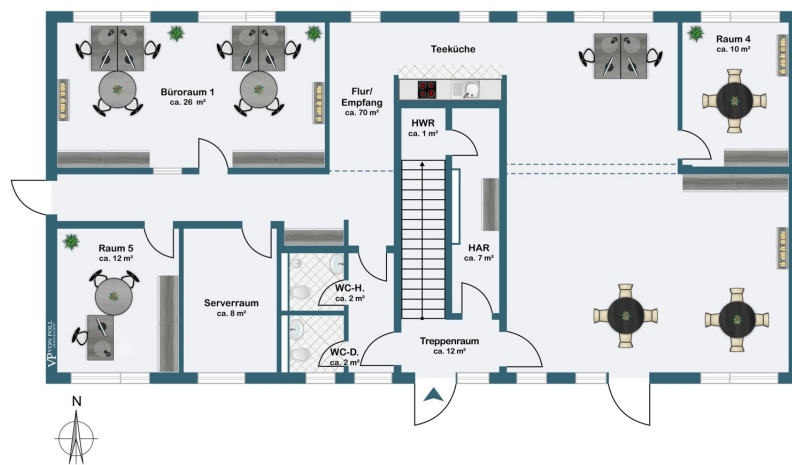 Büroraum 1
ca. 26 m²
Flur/
Empfang
ca. 70 m²
Teeküche
Raum 4
ca. 10 m²
HWR
ca. 1 m²
HAR
ca. 7 m²
Raum 5
ca. 12 m²
Serverraum
ca. 8 m²
WC-H.
ca. 2 m²
WC-D.
ca. 2 m²
Treppenraum
ca. 12 m²
VP VON POLL
N